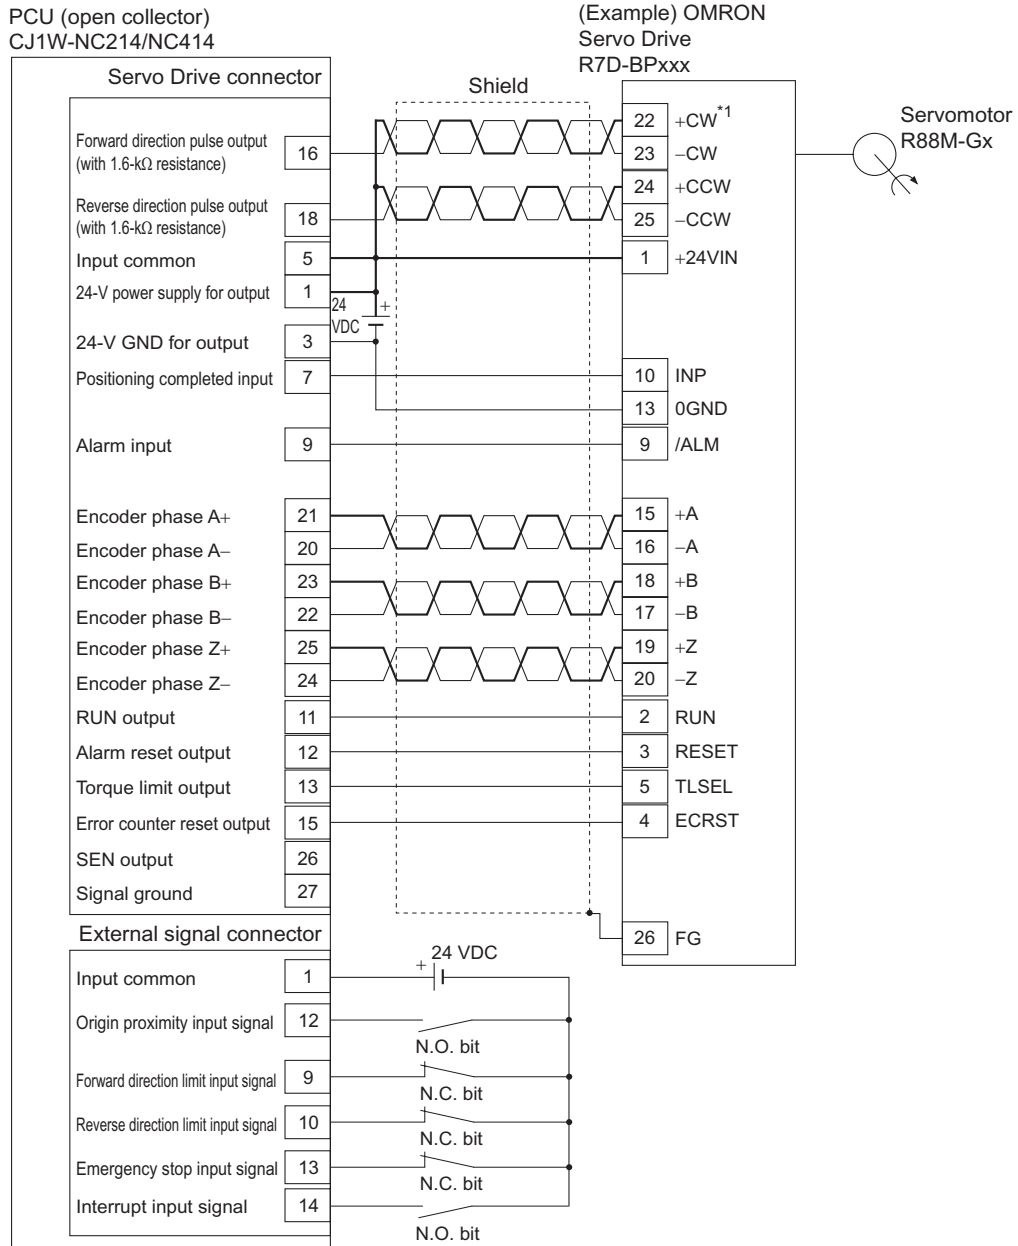 PCU (open collector)
CJ1W-NC214/NC414
(Example) OMRON
Servo Drive
R7D-BPxxx
Servo Drive connector
Shield
Servomotor
R88M-Gx
Forward direction pulse output
(with 1.6-kΩ resistance)
16
22 +CW*1
23 −CW
Reverse direction pulse output
(with 1.6-kΩ resistance)
18
24 +CCW
25 −CCW
Input common 5
1 +24VIN
24-V power supply for output 1
24
VDC
+
24-V GND for output 3
Positioning completed input 7
10 INP
13 0GND
Alarm input 9
9 /ALM
Encoder phase A+ 21
15 +A
Encoder phase A− 20
16 −A
Encoder phase B+ 23
18 +B
Encoder phase B− 22
17 −B
Encoder phase Z+ 25
19 +Z
Encoder phase Z− 24
20 −Z
RUN output 11
2 RUN
Alarm reset output 12
3 RESET
Torque limit output 13
5 TLSEL
Error counter reset output 15
4 ECRST
SEN output 26
Signal ground 27
26 FG
External signal connector
Input common 1
+ 24 VDC
Origin proximity input signal 12
N.O. bit
Forward direction limit input signal 9
N.C. bit
Reverse direction limit input signal 10
N.C. bit
Emergency stop input signal 13
N.C. bit
Interrupt input signal 14
N.O. bit